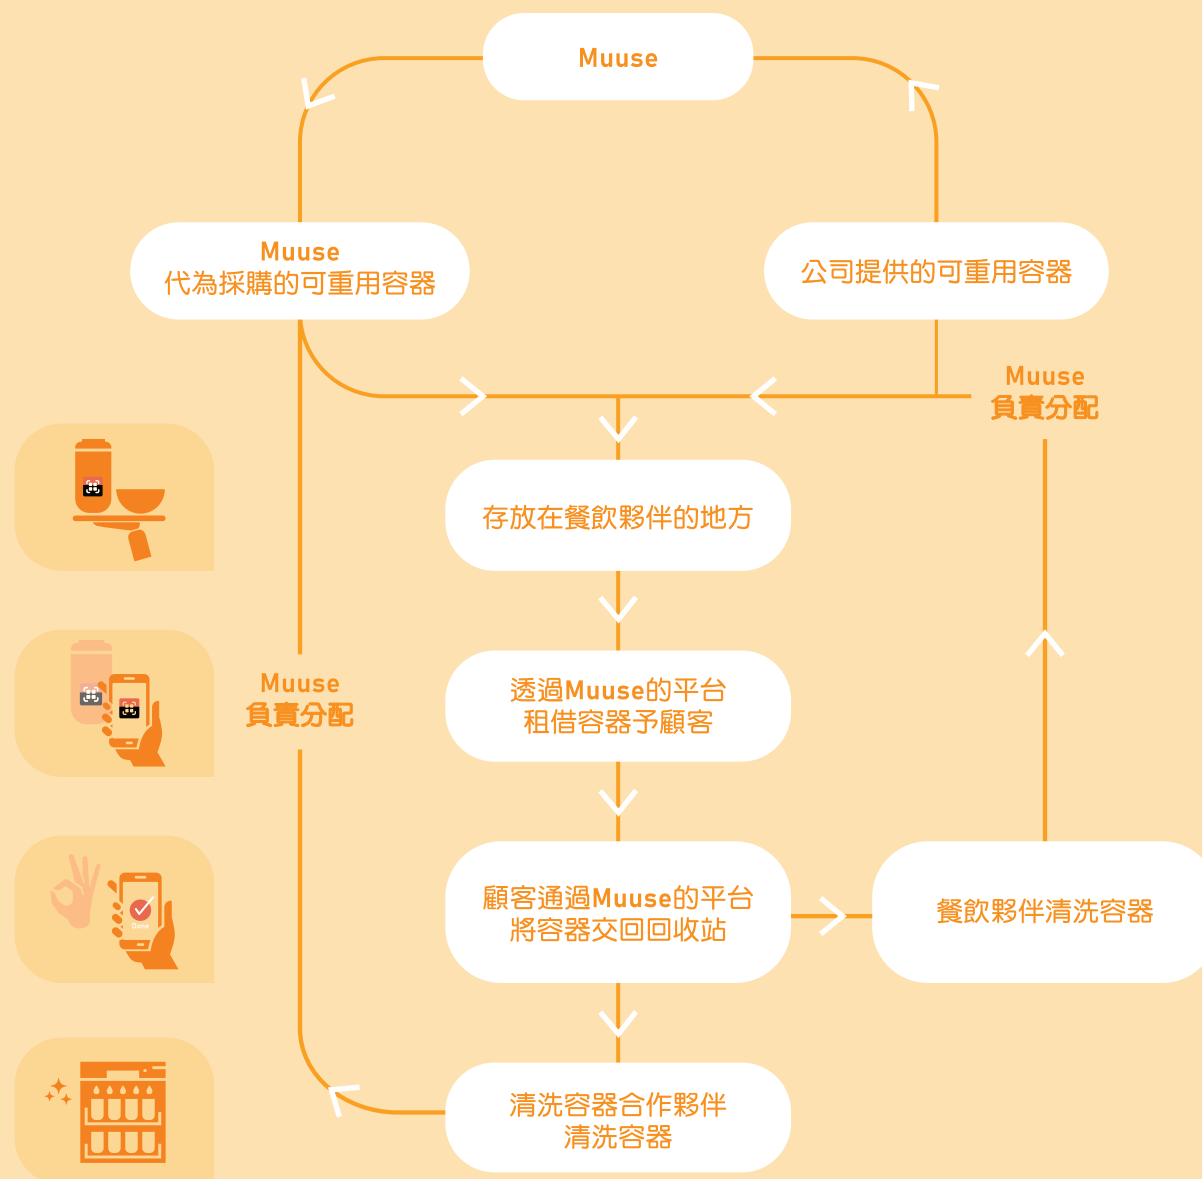 Muuse
Muuse
代為採購的可重用容器
公司提供的可重用容器
Muuse
負責分配
存放在餐飲夥伴的地方
透過Muuse的平台
租借容器予顧客
Muuse
負責分配
顧客通過Muuse的平台
將容器交回回收站
餐飲夥伴清洗容器
Done
清洗容器合作夥伴
清洗容器